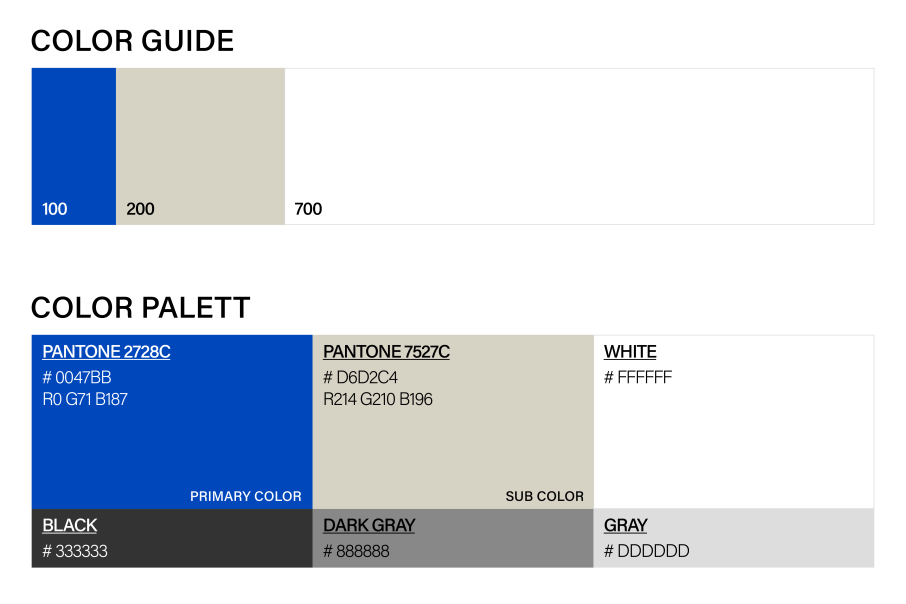 COLOR GUIDE
100
200
700
COLOR PALETT
PANTONE 2728C
# 0047BB
R0 G71 B187
PRIMARY COLOR
PANTONE 7527C
# D6D2C4
R214 G210 B196
SUB COLOR
WHITE
# FFFFFF
BLACK
# 333333
DARK GRAY
# 888888
GRAY
# DDDDDD